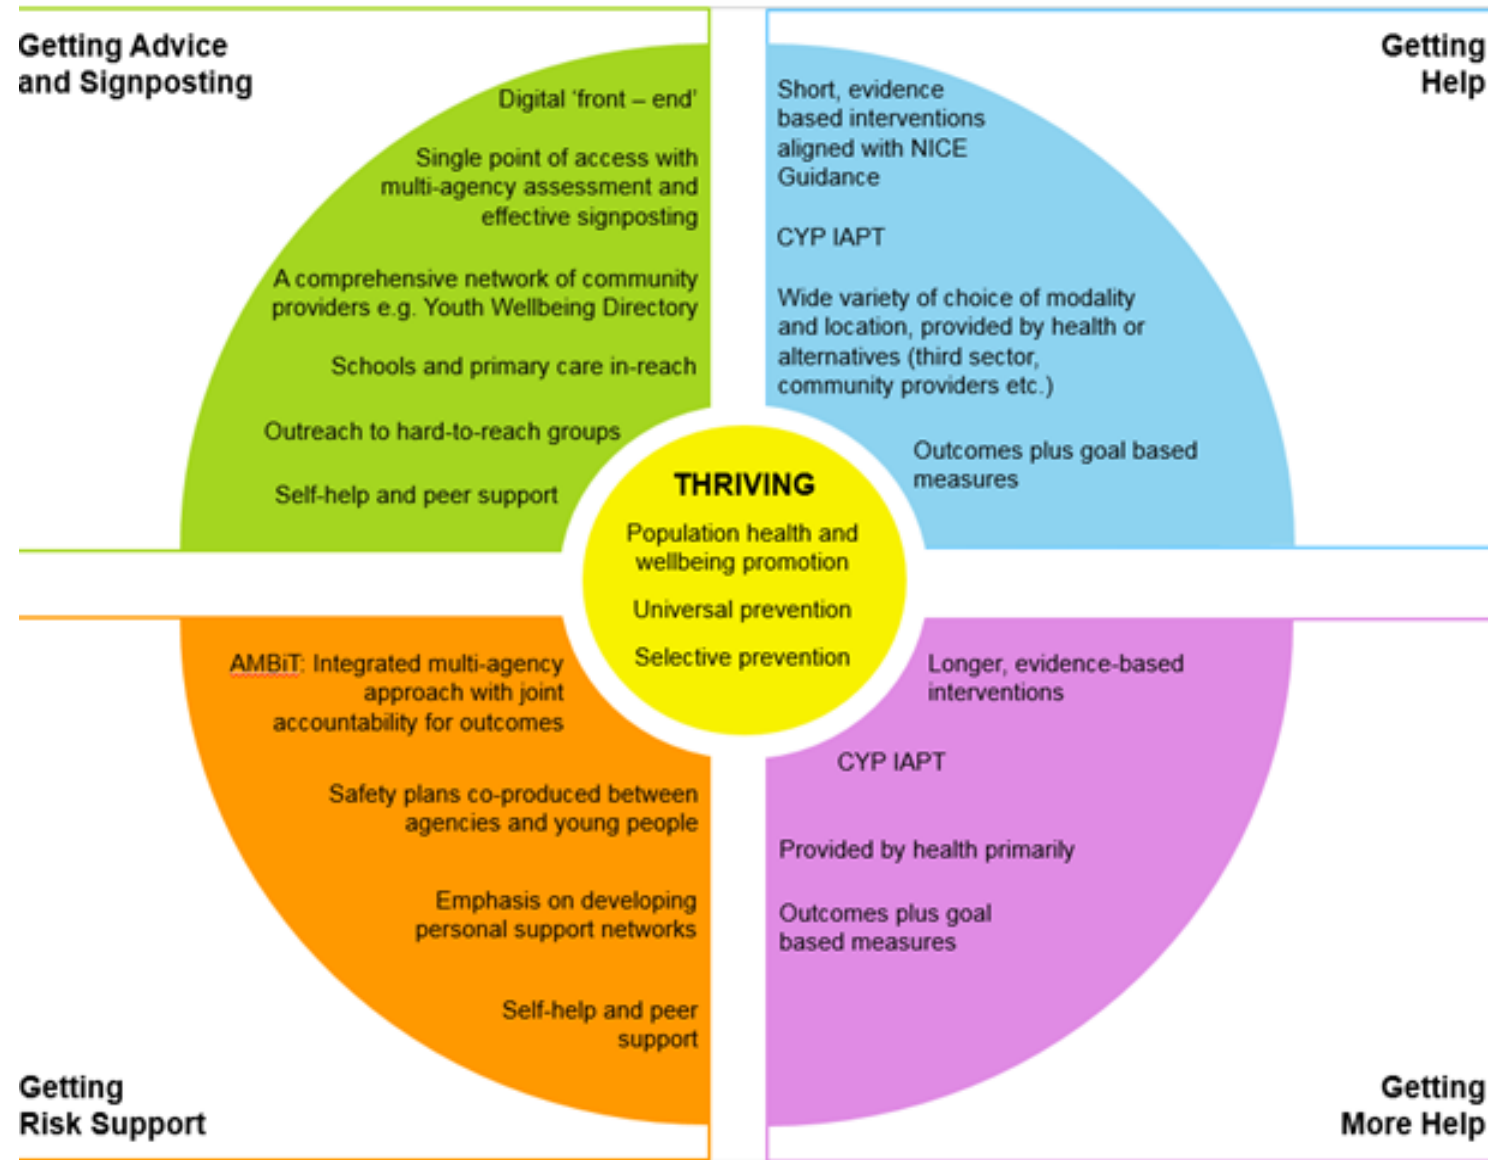 Getting Advice
and Signposting
Digital ‘front – end’
Single point of access with
multi-agency assessment and
effective signposting
A comprehensive network of community
providers e.g. Youth Wellbeing Directory
Schools and primary care in-reach
Outreach to hard-to-reach groups
Self-help and peer support
Getting
Help
Short, evidence
based interventions
aligned with NICE
Guidance
CYP IAPT
Wide variety of choice of modality
and location, provided by health or
alternatives (third sector,
community providers etc.)
Outcomes plus goal based
measures
THRIVING
Population health and
wellbeing promotion
Universal prevention
Selective prevention
AMBiT: Integrated multi-agency
approach with joint
accountability for outcomes
Safety plans co-produced between
agencies and young people
Emphasis on developing
personal support networks
Self-help and peer
support
Getting
Risk Support
Longer, evidence-based
interventions
CYP IAPT
Provided by health primarily
Outcomes plus goal
based measures
Getting
More Help